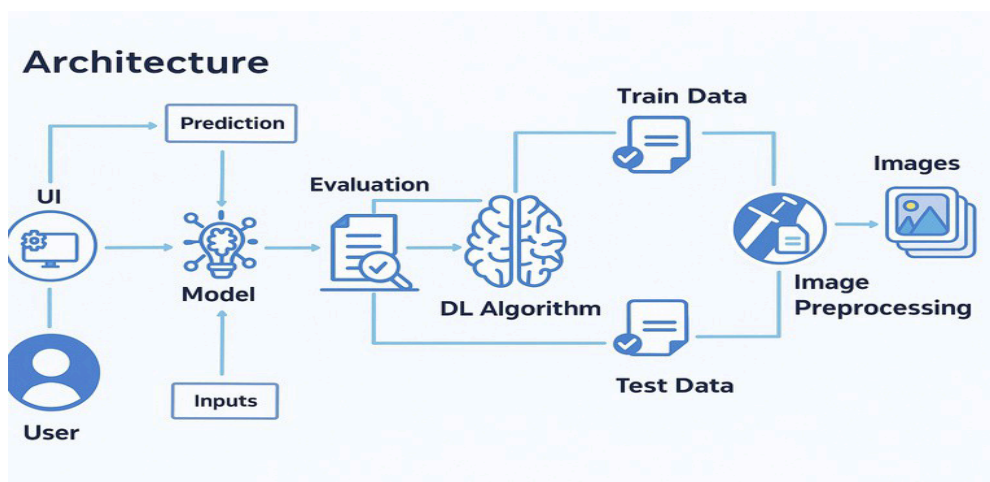 Architecture
Train Data
Prediction
Images
Evaluation
UI
Model
DL Algorithm
Image
Preprocessing
Test Data
Inputs
User